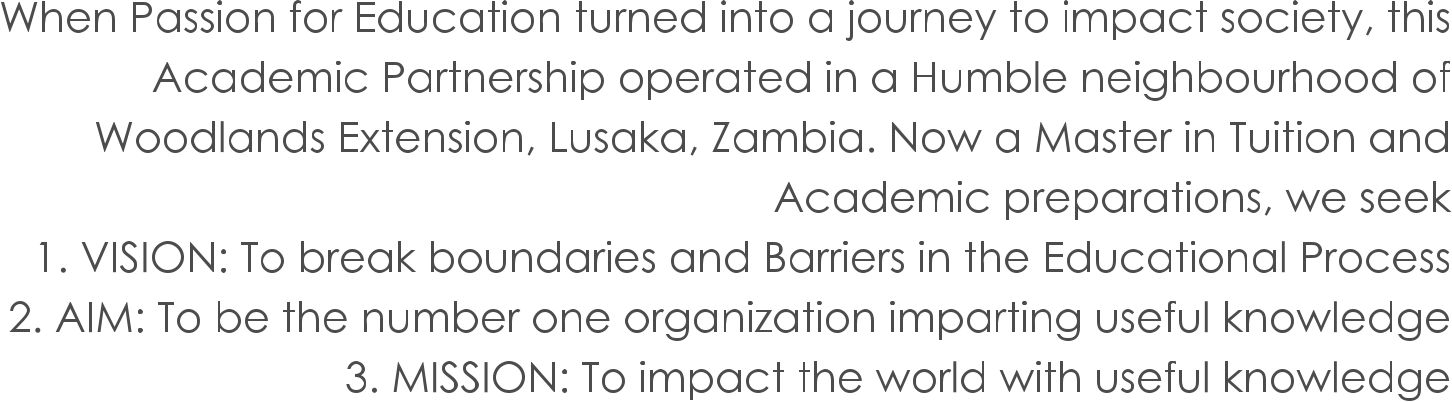 When Passion for Education turned into a journey to impact society, this
Academic Partnership operated in a Humble neighbourhood of
Woodlands Extension, Lusaka, Zambia. Now a Master in Tuition and
Academic preparations, we seek
1. VISION: To break boundaries and Barriers in the Educational Process
2. AIM: To be the number one organization imparting useful knowledge
3. MISSION: To impact the world with useful knowledge